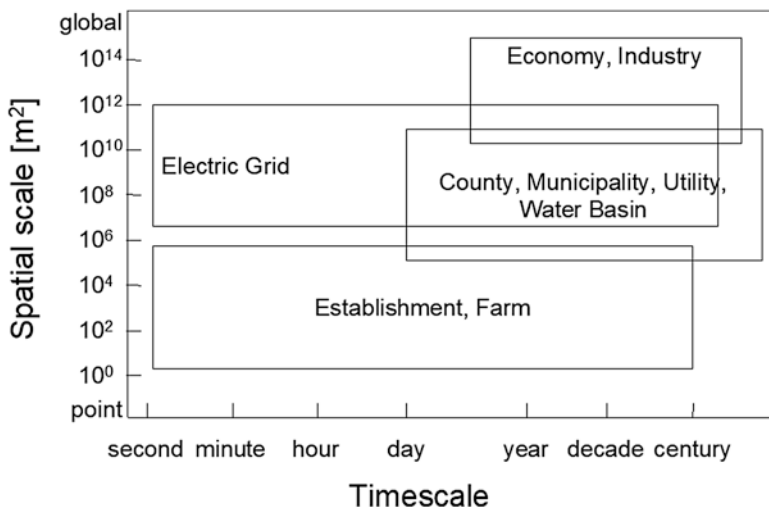 global
10¹⁴
10¹²
10¹⁰
10⁸
10⁶
10⁴
10²
10⁰
point
Spatial scale [m²]
Economy, Industry
Electric Grid
County, Municipality, Utility,
Water Basin
Establishment, Farm
second minute hour day year decade century
Timescale